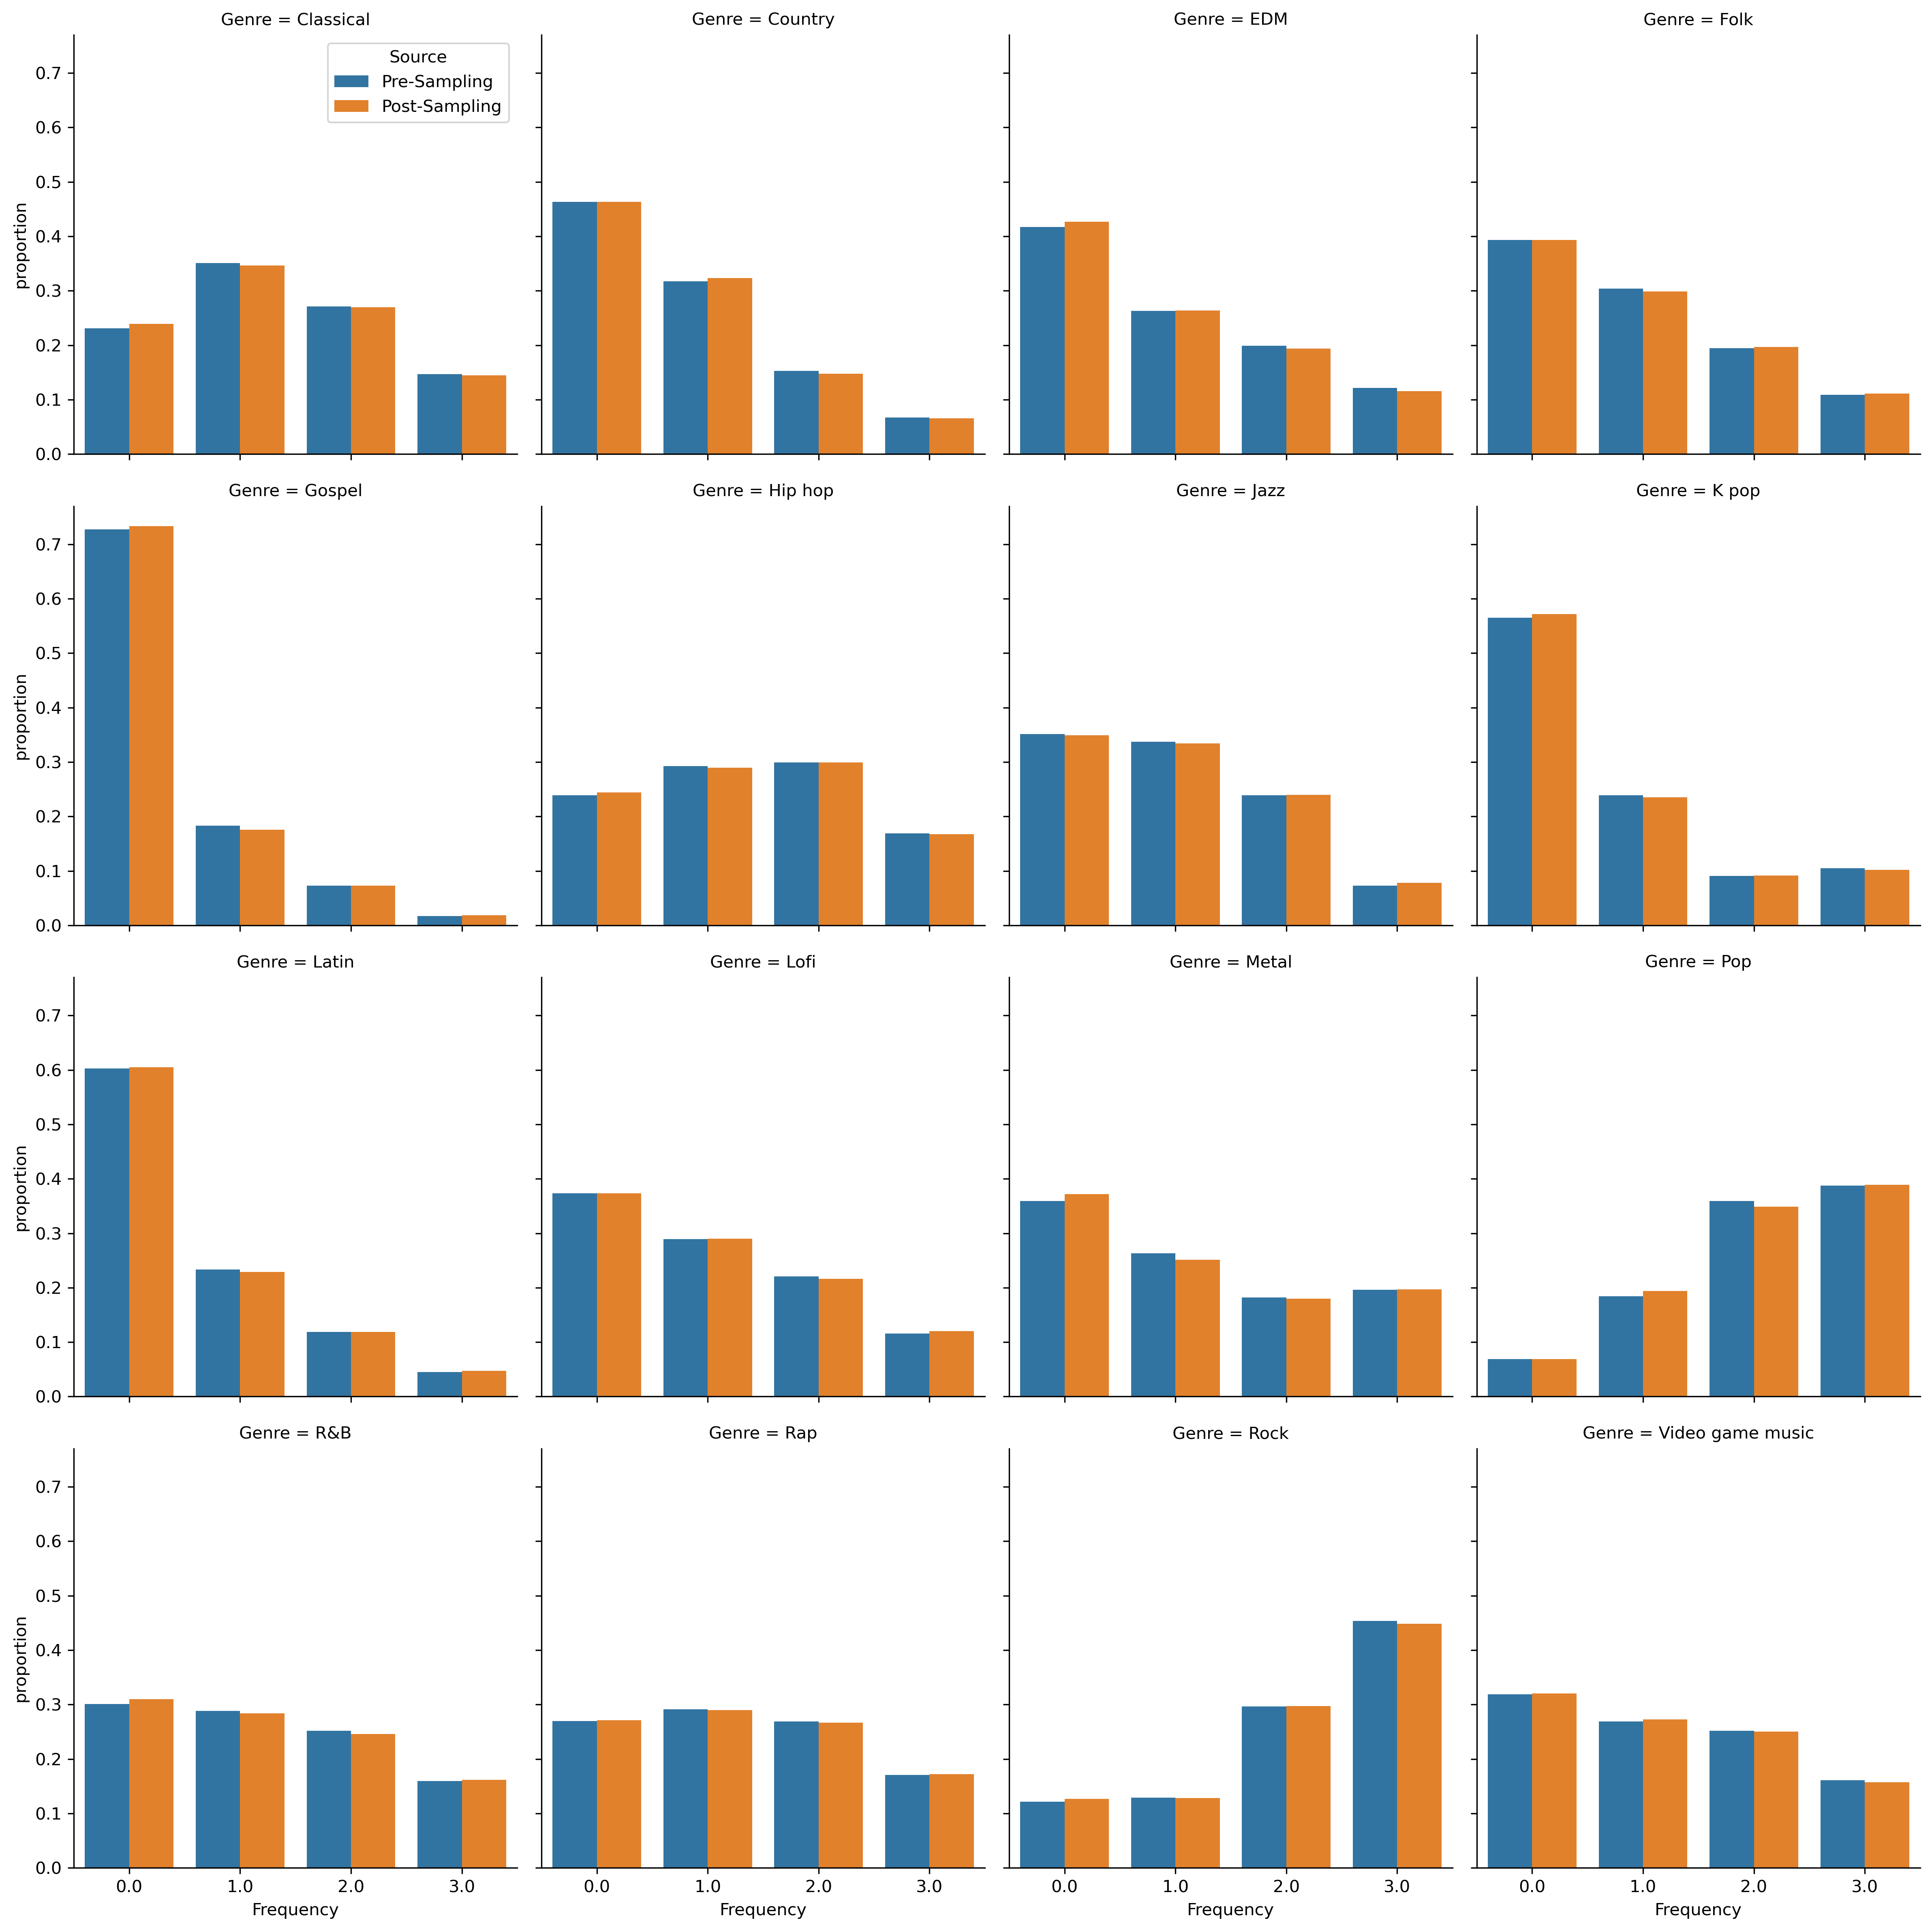 Genre = Classical
Genre = Country
Genre = EDM
Genre = Folk
Source
Pre-Sampling
Post-Sampling
0.7
0.6
0.5
0.4
0.3
0.2
0.1
0.0
proportion
Genre = Gospel
Genre = Hip hop
Genre = Jazz
Genre = K pop
0.7
0.6
0.5
0.4
0.3
0.2
0.1
0.0
proportion
Genre = Latin
Genre = Lofi
Genre = Metal
Genre = Pop
0.7
0.6
0.5
0.4
0.3
0.2
0.1
0.0
proportion
Genre = R&B
Genre = Rap
Genre = Rock
Genre = Video game music
0.7
0.6
0.5
0.4
0.3
0.2
0.1
0.0
proportion
0.0 1.0 2.0 3.0
Frequency
0.0 1.0 2.0 3.0
Frequency
0.0 1.0 2.0 3.0
Frequency
0.0 1.0 2.0 3.0
Frequency